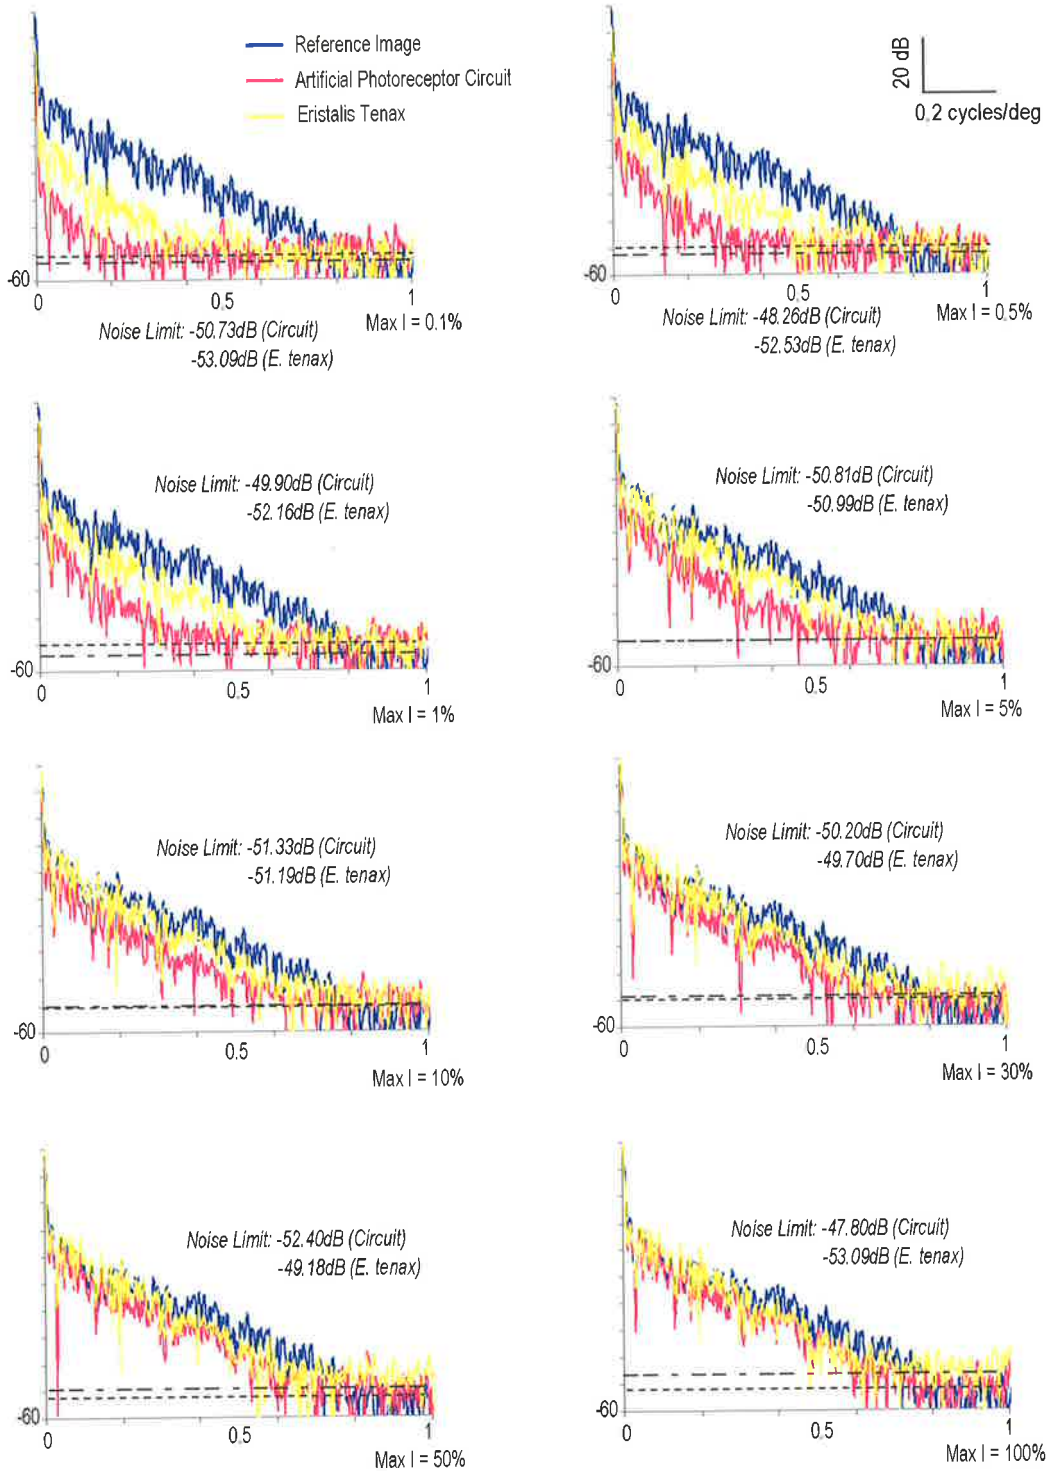 Reference Image
Artificial Photoreceptor Circuit
Eristalis Tenax
20 dB
0.2 cycles/deg
-60
0
0.5
1
Max I = 0.1%
Noise Limit: -50.73dB (Circuit)
-53.09dB (E. tenax)
-60
0
0.5
1
Max I = 0.5%
Noise Limit: -48.26dB (Circuit)
-52.53dB (E. tenax)
Noise Limit: -49.90dB (Circuit)
-52.16dB (E. tenax)
-60
0
0.5
1
Max I = 1%
Noise Limit: -50.81dB (Circuit)
-50.99dB (E. tenax)
-60
0
0.5
1
Max I = 5%
Noise Limit: -51.33dB (Circuit)
-51.19dB (E. tenax)
-60
0
0.5
1
Max I = 10%
Noise Limit: -50.20dB (Circuit)
-49.70dB (E. tenax)
-60
0
0.5
1
Max I = 30%
Noise Limit: -52.40dB (Circuit)
-49.18dB (E. tenax)
-60
0
0.5
1
Max I = 50%
Noise Limit: -47.80dB (Circuit)
-53.09dB (E. tenax)
-60
0
0.5
1
Max I = 100%